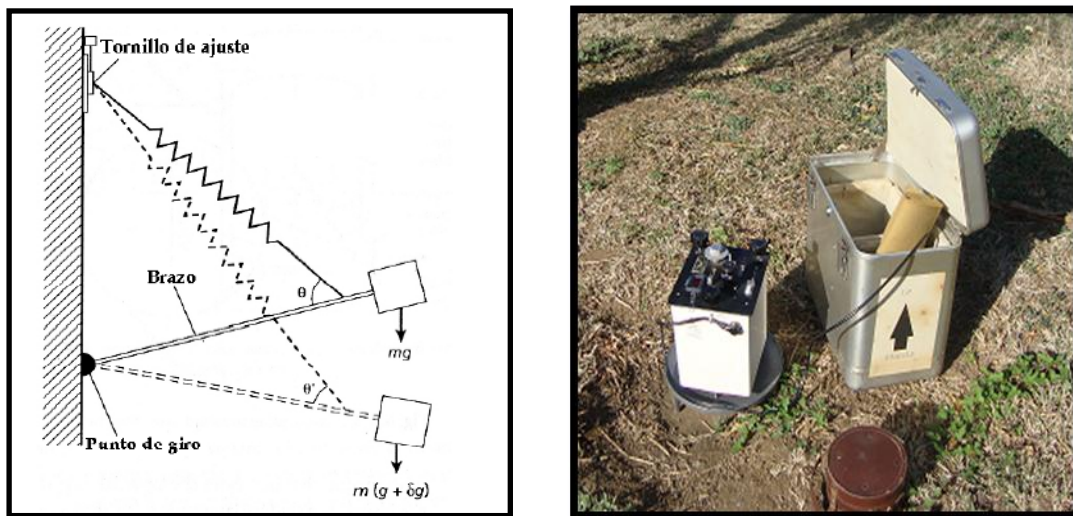 Tornillo de ajuste
Brazo
θ
mg
θ'
Punto de giro
m (g + δg)